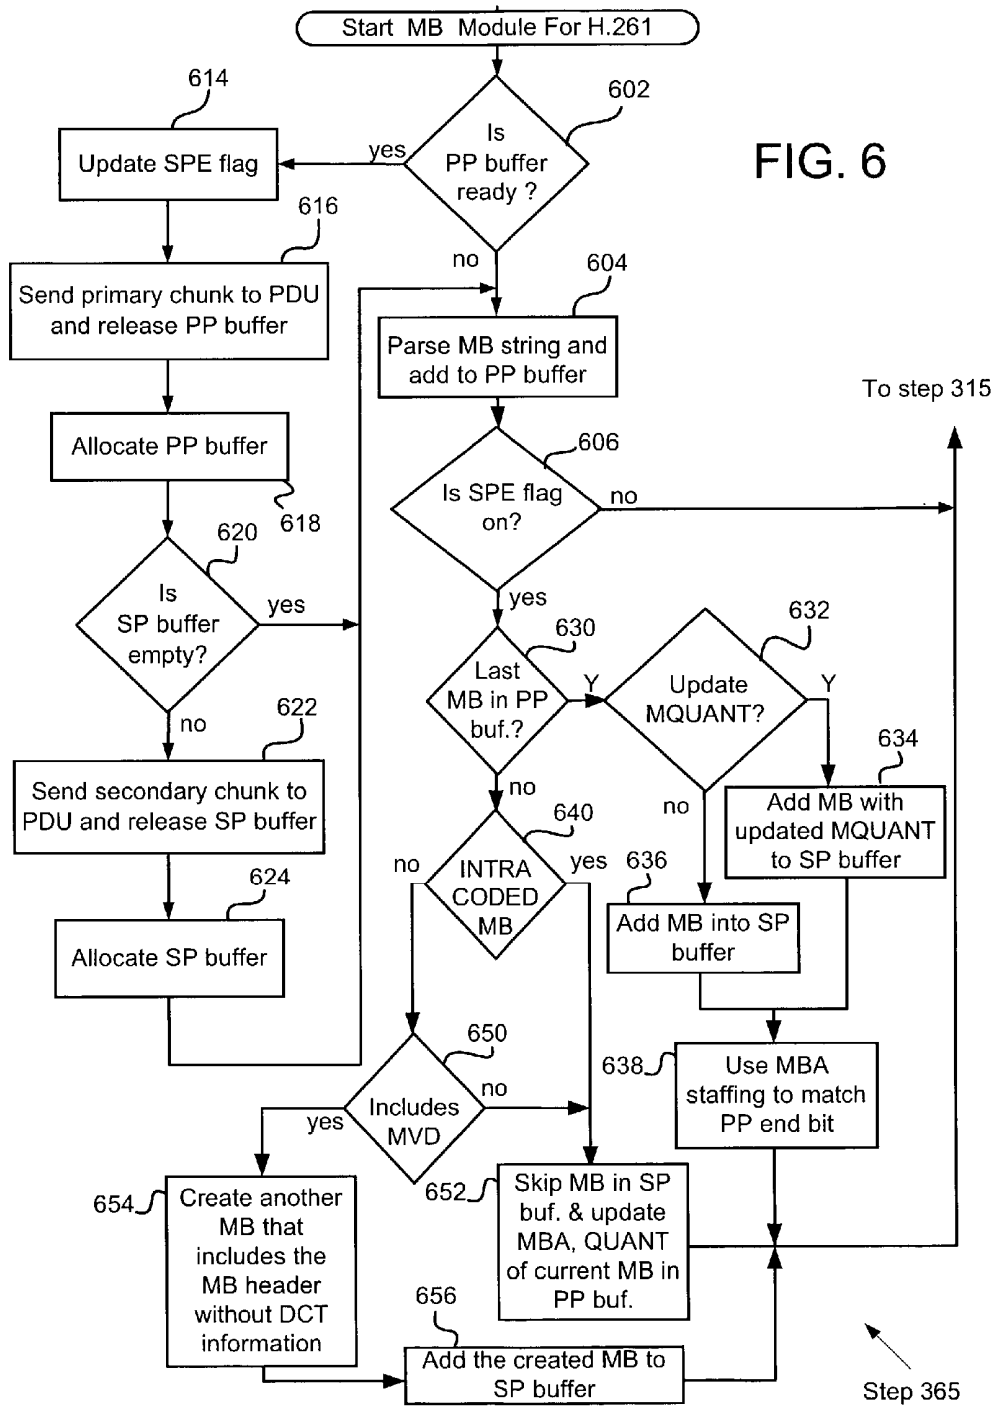 Start MB Module For H.261
614
602
Is
PP buffer
ready ?
yes
Update SPE flag
FIG. 6
616
no
604
Send primary chunk to PDU
and release PP buffer
Parse MB string and
add to PP buffer
To step 315
Allocate PP buffer
618
606
Is SPE flag
on?
no
620
Is
SP buffer
empty?
yes
yes
630
632
Last
MB in PP
buf.?
Y
Update
MQUANT?
Y
no
622
634
Send secondary chunk to
PDU and release SP buffer
no
640
no
Add MB with
updated MQUANT
to SP buffer
no
INTRA
CODED
MB
yes
636
624
Allocate SP buffer
Add MB into SP
buffer
650
638
Use MBA
staffing to match
PP end bit
Includes
MVD
no
yes
654
Create another
MB that
includes the
MB header
without DCT
information
652
Skip MB in SP
buf. & update
MBA, QUANT
of current MB in
PP buf.
656
Add the created MB to
SP buffer
Step 365